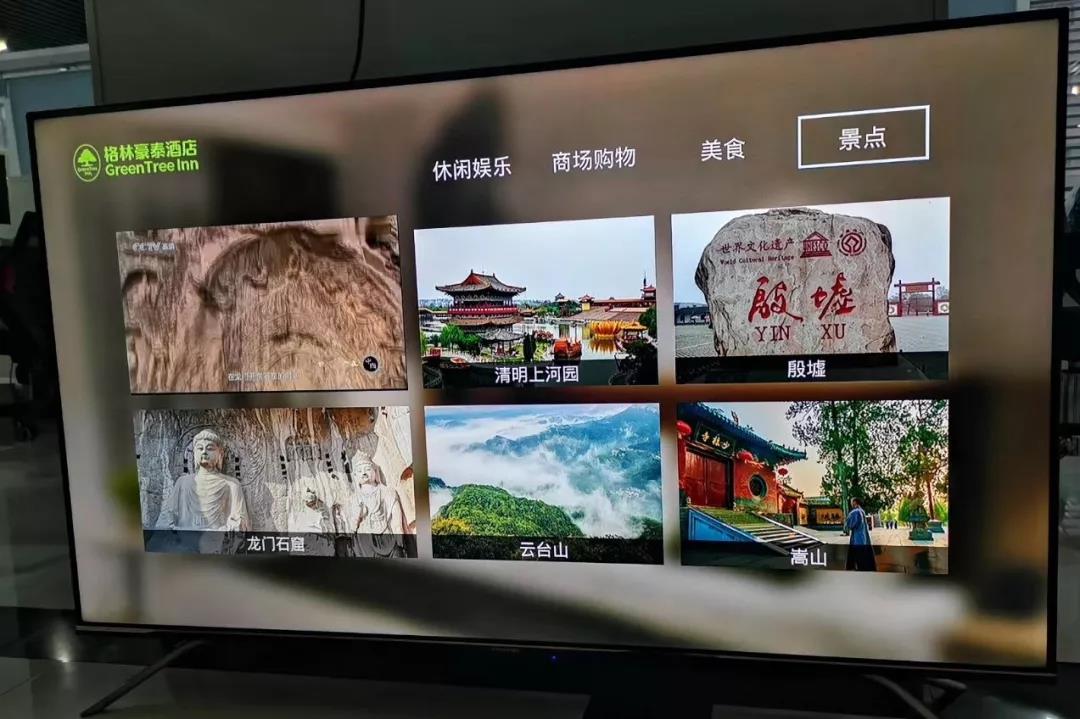 格林豪泰酒店
GreenTree Inn
休闲娱乐
商场购物
美食
景点
CCTV
清明上河园
世界文化遗产
World Cultural Heritage
殷墟
YIN XU
殷墟
龙门石窟
云台山
嵩山